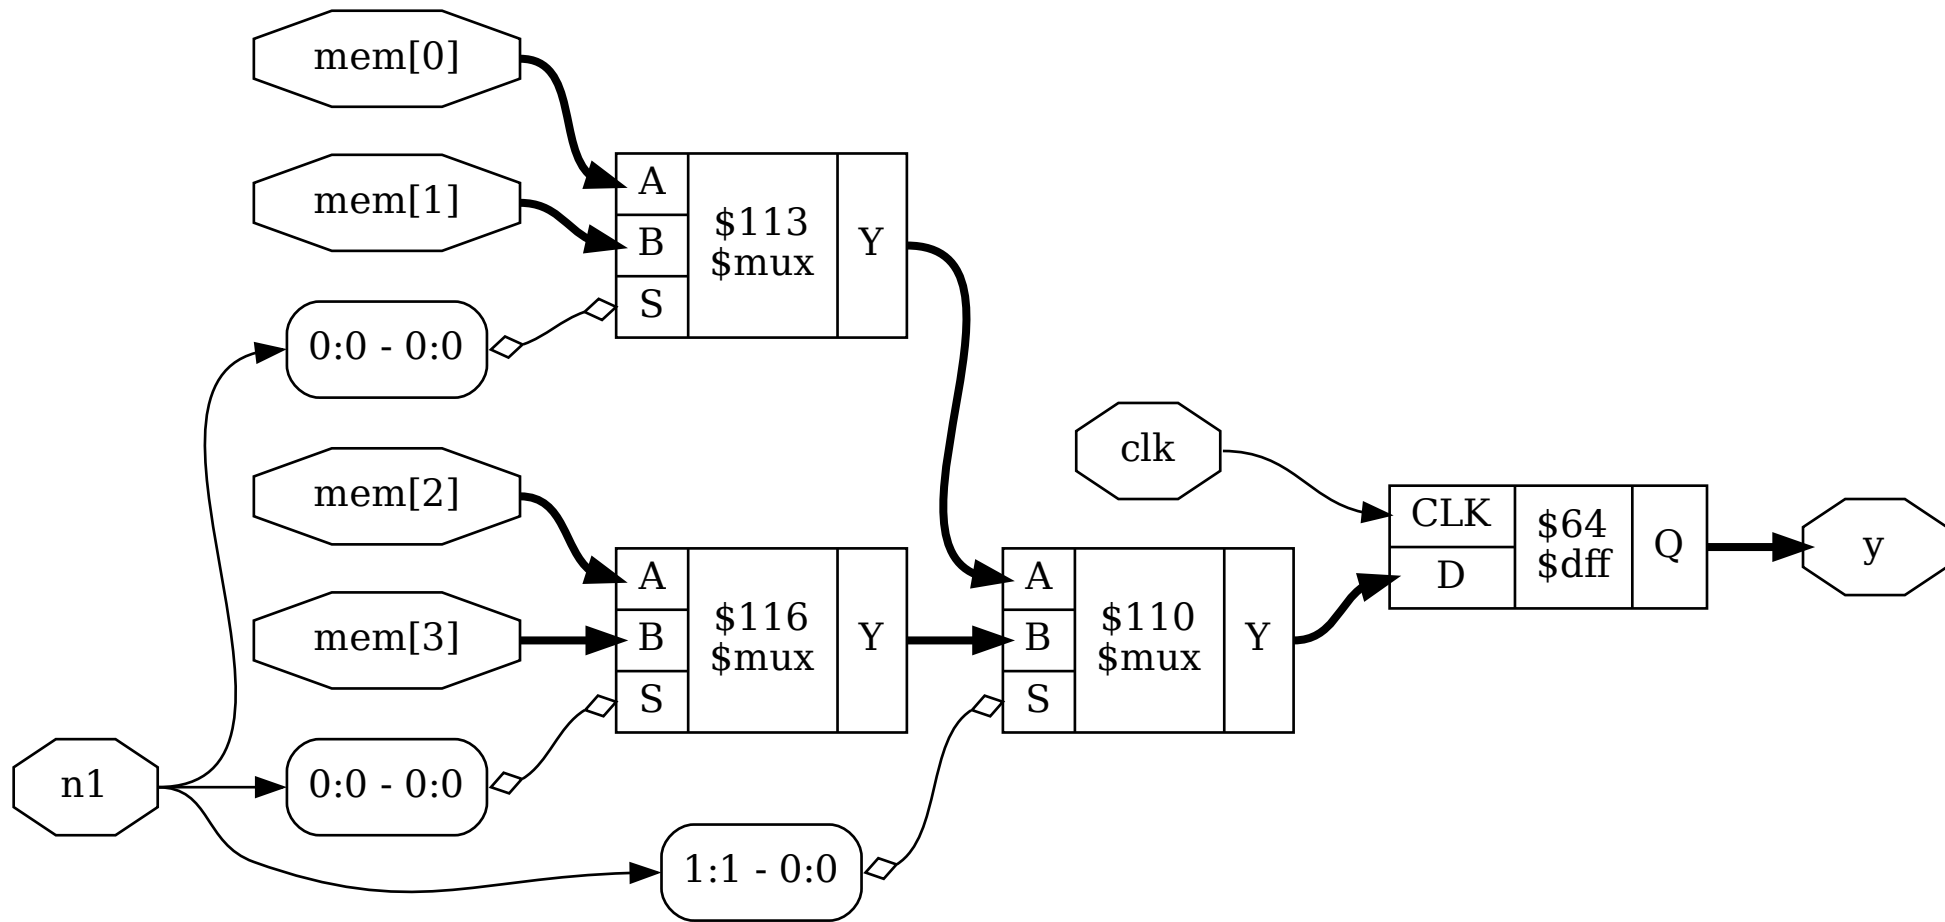 mem[0]
mem[1]
A
B
S
$113
$mux
Y
0:0 - 0:0
mem[2]
mem[3]
A
B
S
$116
$mux
Y
n1
0:0 - 0:0
1:1 - 0:0
A
B
S
$110
$mux
Y
clk
CLK
D
$64
$dff
Q
y